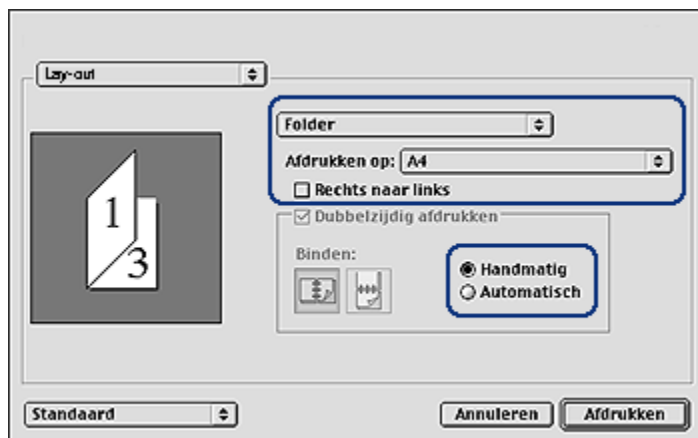 Lay-out
Folder
Afdrukken op: A4
Rechts naar links
1
3
Dubbelzijdig afdrukken
Binden:
Handmatig
Automatisch
Standaard
Annuleren
Afdrukken